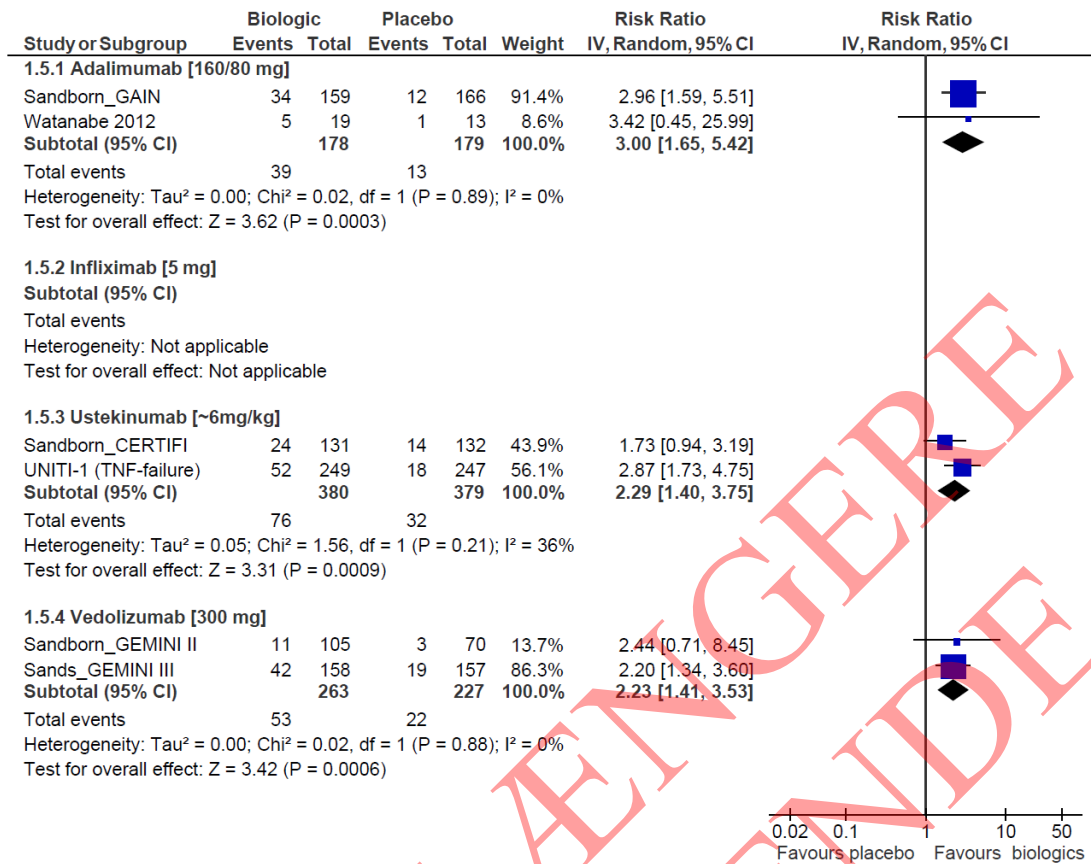 Biologic Placebo Risk Ratio Risk Ratio
Study or Subgroup Events Total Events Total Weight IV, Random, 95% CI IV, Random, 95% CI
1.5.1 Adalimumab [160/80 mg]
Sandborn_GAIN 34 159 12 166 91.4% 2.96 [1.59, 5.51]
Watanabe 2012 5 19 1 13 8.6% 3.42 [0.45, 25.99]
Subtotal (95% CI) 178 179 100.0% 3.00 [1.65, 5.42]
Total events 39 13
Heterogeneity: Tau² = 0.00; Chi² = 0.02, df = 1 (P = 0.89); I² = 0%
Test for overall effect: Z = 3.62 (P = 0.0003)
1.5.2 Infliximab [5 mg]
Subtotal (95% CI)
Total events
Heterogeneity: Not applicable
Test for overall effect: Not applicable
1.5.3 Ustekinumab [~6mg/kg]
Sandborn_CERTIFI 24 131 14 132 43.9% 1.73 [0.94, 3.19]
UNITI-1 (TNF-failure) 52 249 18 247 56.1% 2.87 [1.73, 4.75]
Subtotal (95% CI) 380 379 100.0% 2.29 [1.40, 3.75]
Total events 76 32
Heterogeneity: Tau² = 0.05; Chi² = 1.56, df = 1 (P = 0.21); I² = 36%
Test for overall effect: Z = 3.31 (P = 0.0009)
1.5.4 Vedolizumab [300 mg]
Sandborn_GEMINI II 11 105 3 70 13.7% 2.44 [0.71, 8.45]
Sands_GEMINI III 42 158 19 157 86.3% 2.20 [1.34, 3.60]
Subtotal (95% CI) 263 227 100.0% 2.23 [1.41, 3.53]
Total events 53 22
Heterogeneity: Tau² = 0.00; Chi² = 0.02, df = 1 (P = 0.88); I² = 0%
Test for overall effect: Z = 3.42 (P = 0.0006)
0.02 0.1 1 10 50
Favours placebo Favours biologics
ÆNGERE
ENDE